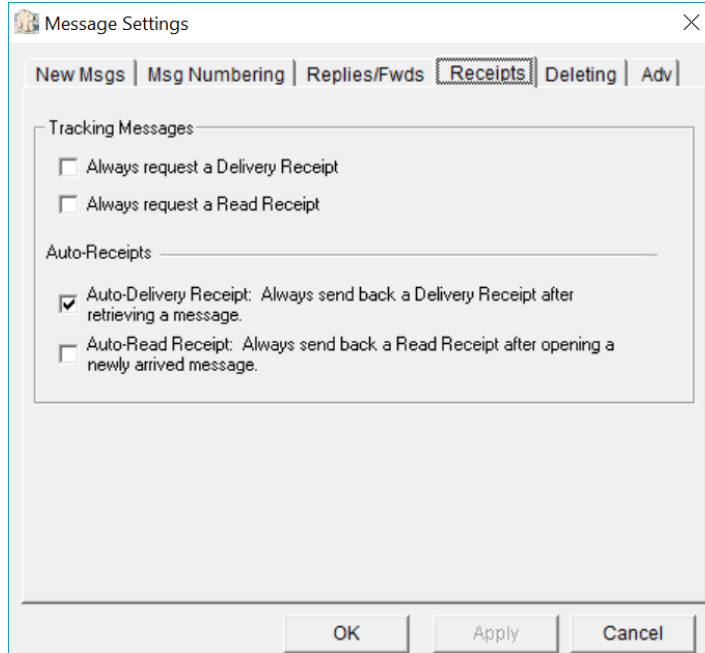 Message Settings
New Msgs Msg Numbering Replies/Fwds Receipts Deleting Adv
Tracking Messages
Always request a Delivery Receipt
Always request a Read Receipt
Auto-Receipts
Auto-Delivery Receipt: Always send back a Delivery Receipt after
retrieving a message.
Auto-Read Receipt: Always send back a Read Receipt after opening a
newly arrived message.
OK Apply Cancel